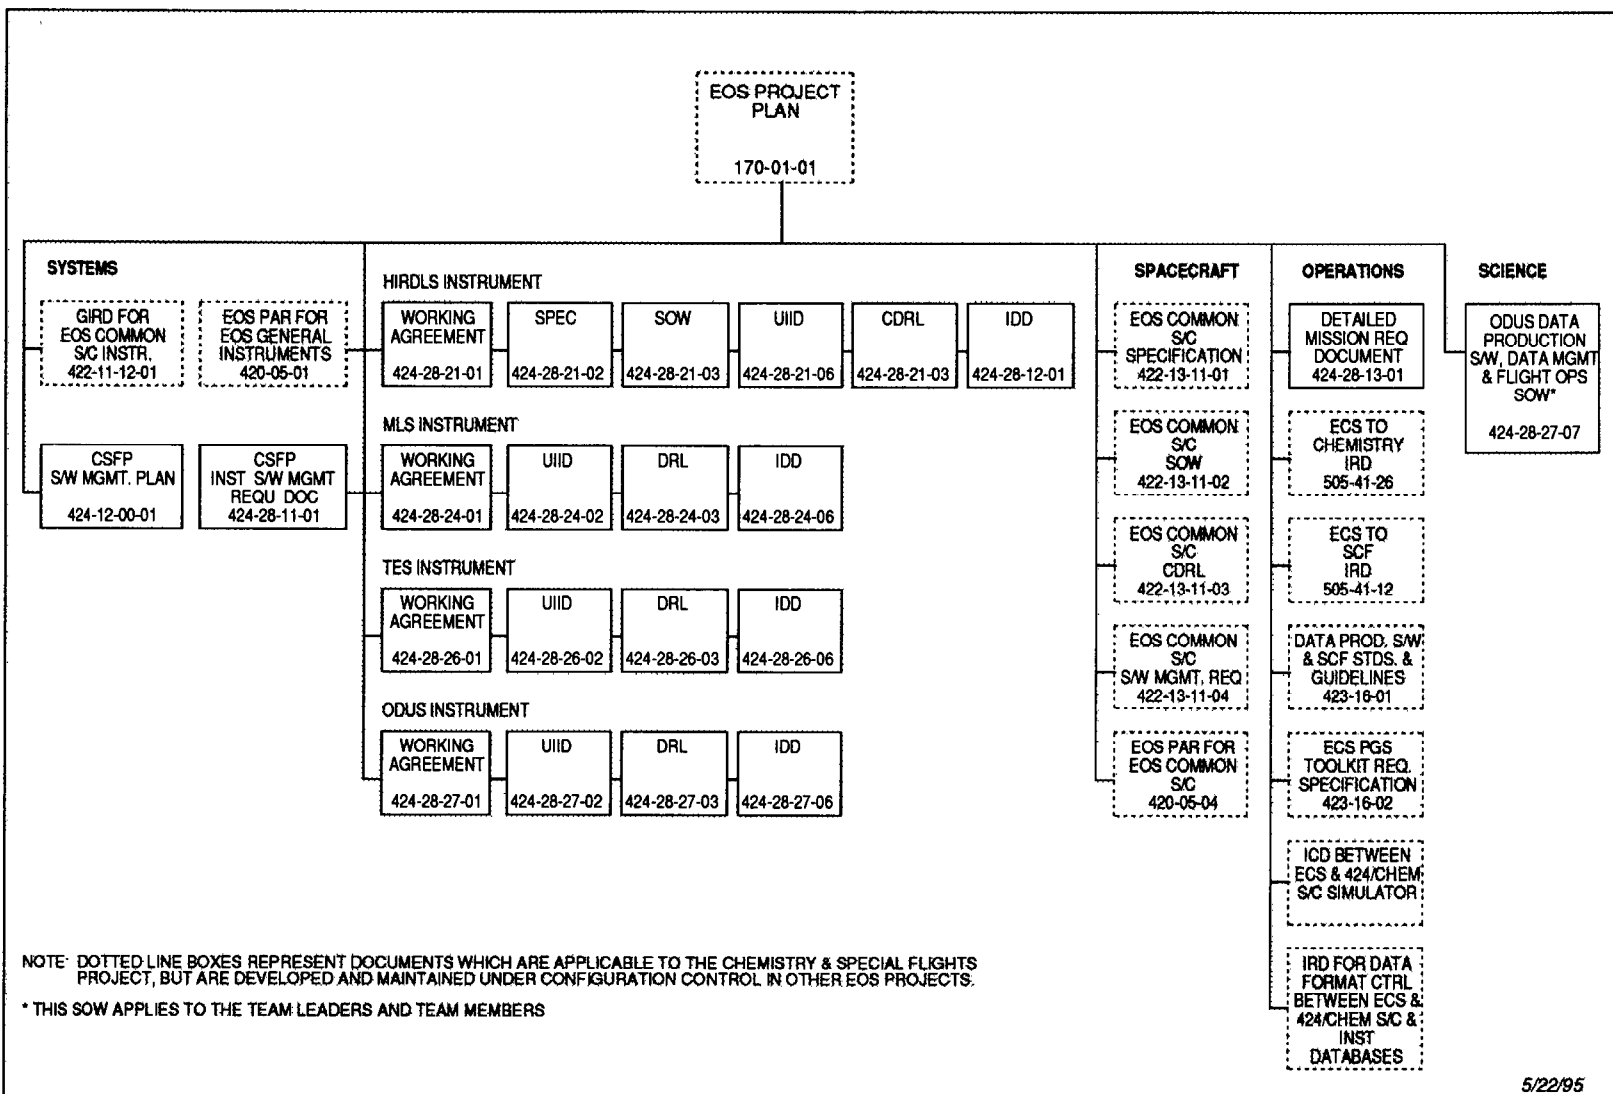 EOS PROJECT
PLAN
170-01-01
SYSTEMS
GIRD FOR
EOS COMMON
S/C INSTR.
422-11-12-01
EOS PAR FOR
EOS GENERAL
INSTRUMENTS
420-05-01
CSFP
S/W MGMT. PLAN
424-12-00-01
CSFP
INST S/W MGMT
REQU DOC
424-28-11-01
HIRDLS INSTRUMENT
WORKING
AGREEMENT
424-28-21-01
SPEC
424-28-21-02
SOW
424-28-21-03
UIID
424-28-21-06
CDRL
424-28-21-03
IDD
424-28-12-01
MLS INSTRUMENT
WORKING
AGREEMENT
424-28-24-01
UIID
424-28-24-02
DRL
424-28-24-03
IDD
424-28-24-06
TES INSTRUMENT
WORKING
AGREEMENT
424-28-26-01
UIID
424-28-26-02
DRL
424-28-26-03
IDD
424-28-26-06
ODUS INSTRUMENT
WORKING
AGREEMENT
424-28-27-01
UIID
424-28-27-02
DRL
424-28-27-03
IDD
424-28-27-06
SPACECRAFT
EOS COMMON
S/C
SPECIFICATION
422-13-11-01
EOS COMMON
S/C
SOW
422-13-11-02
EOS COMMON
S/C
CDRL
422-13-11-03
EOS COMMON
S/C
S/W MGMT. REQ
422-13-11-04
EOS PAR FOR
EOS COMMON
S/C
420-05-04
OPERATIONS
DETAILED
MISSION REQ
DOCUMENT
424-28-13-01
ECS TO
CHEMISTRY
IRD
505-41-26
ECS TO
SCF
IRD
505-41-12
DATA PROD. S/W
& SCF STDS. &
GUIDELINES
423-16-01
ECS PGS
TOOLKIT REQ.
SPECIFICATION
423-16-02
ICD BETWEEN
ECS & 424/CHEM
S/C SIMULATOR
IRD FOR DATA
FORMAT CTRL
BETWEEN ECS &
424/CHEM S/C &
INST
DATABASES
SCIENCE
ODUS DATA
PRODUCTION
S/W, DATA MGMT
& FLIGHT OPS
SOW*
424-28-27-07
NOTE: DOTTED LINE BOXES REPRESENT DOCUMENTS WHICH ARE APPLICABLE TO THE CHEMISTRY & SPECIAL FLIGHTS
PROJECT, BUT ARE DEVELOPED AND MAINTAINED UNDER CONFIGURATION CONTROL IN OTHER EOS PROJECTS.
* THIS SOW APPLIES TO THE TEAM LEADERS AND TEAM MEMBERS
5/22/95